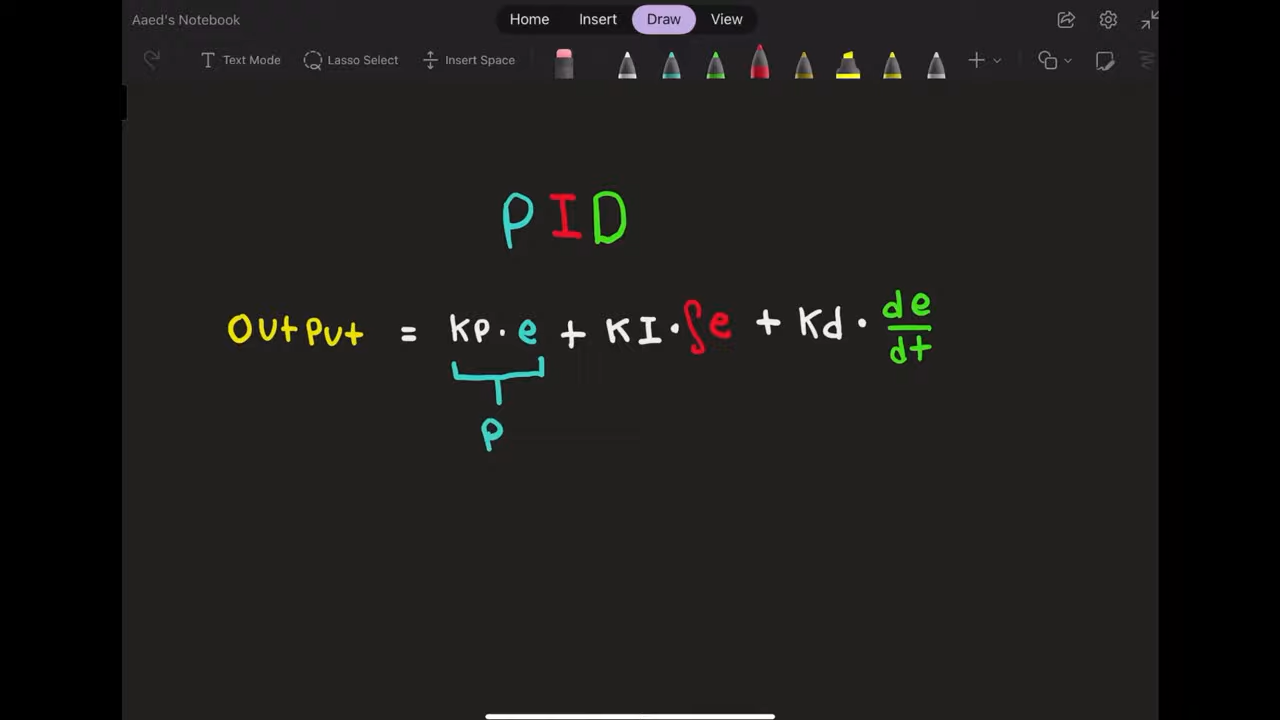 Aaed's Notebook
Home Insert Draw View
Text Mode Lasso Select Insert Space
PID
OutPut = KP · e + KI · ∫e + Kd · de/dt
P